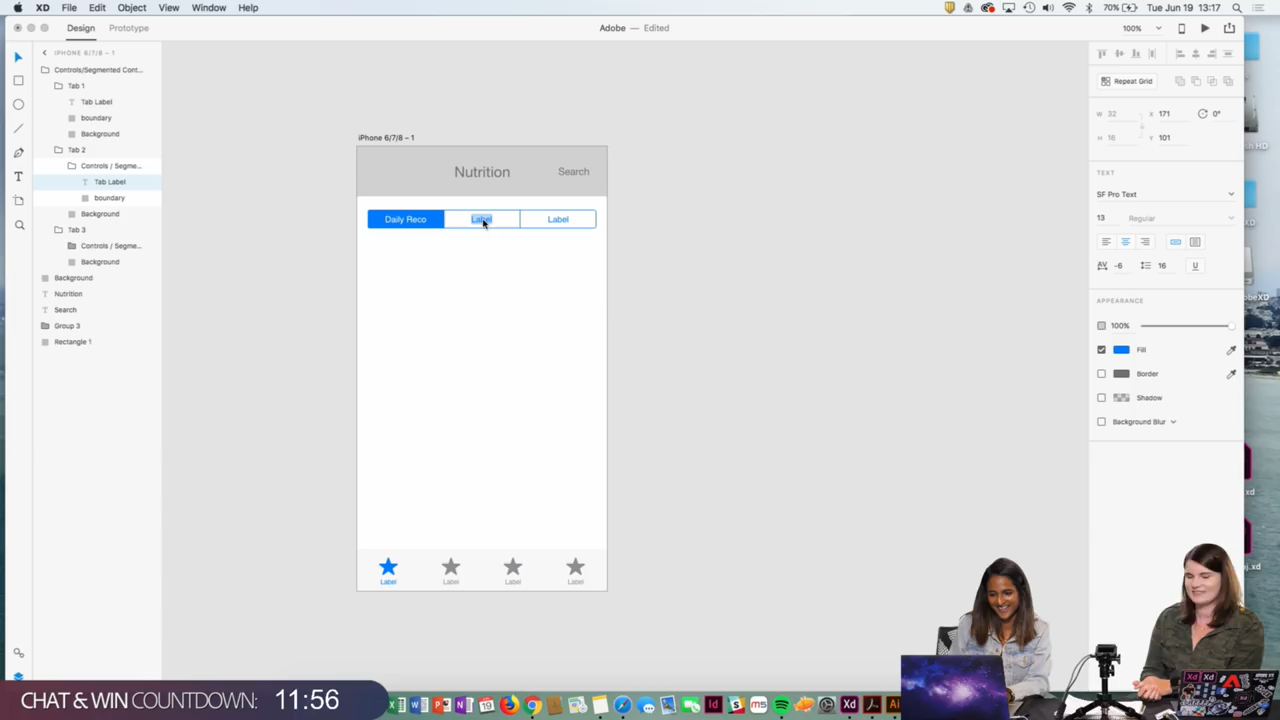 XD File Edit Object View Window Help
70% Tue Jun 19 13:17
Design Prototype
Adobe — Edited
100%
IPHONE 6/7/8 – 1
Controls/Segmented Cont...
Tab 1
Tab Label
boundary
Background
Tab 2
Controls / Segme...
Tab Label
boundary
Background
Tab 3
Controls / Segme...
Background
Background
Nutrition
Search
Group 3
Rectangle 1
iPhone 6/7/8 – 1
Nutrition Search
Daily Reco Label Label
Label Label Label Label
Repeat Grid
W 32 X 171 0°
H 16 Y 101
TEXT
SF Pro Text
13 Regular
AV -6 16 U
APPEARANCE
100%
Fill
Border
Shadow
Background Blur
CHAT & WIN COUNTDOWN: 11:56